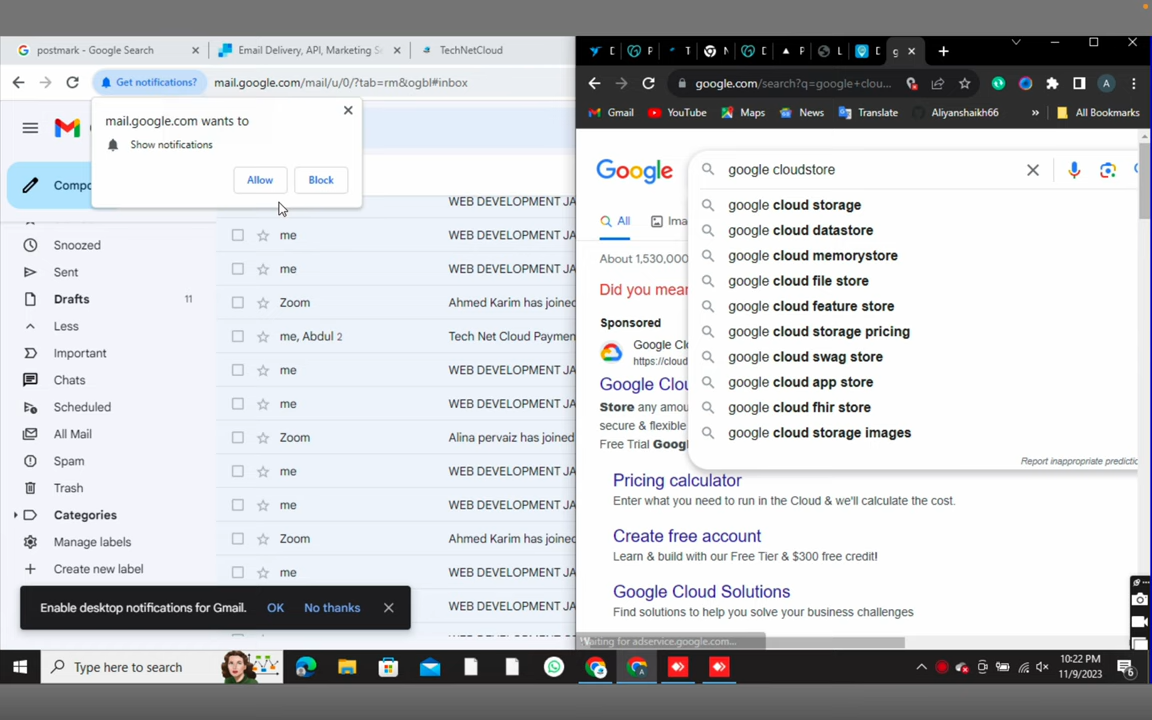 postmark - Google Search
Email Delivery, API, Marketing Se
TechNetCloud
Get notifications?
mail.google.com/mail/u/0/?tab=rm&ogbl#inbox
mail.google.com wants to
Show notifications
Allow
Block
Compo
Snoozed
Sent
Drafts
11
Less
Important
Chats
Scheduled
All Mail
Spam
Trash
Categories
Manage labels
Create new label
WEB DEVELOPMENT JA
me
WEB DEVELOPMENT JA
me
WEB DEVELOPMENT JA
Zoom
Ahmed Karim has joined
me, Abdul 2
Tech Net Cloud Paymen
me
WEB DEVELOPMENT JA
me
WEB DEVELOPMENT JA
Zoom
Alina pervaiz has joined
me
WEB DEVELOPMENT JA
me
WEB DEVELOPMENT JA
Zoom
Ahmed Karim has joined
me
WEB DEVELOPMENT JA
WEB DEVELOPMENT JA
Enable desktop notifications for Gmail.
OK
No thanks
google.com/search?q=google+clou...
A
Gmail
YouTube
Maps
News
Translate
Aliyanshaikh66
»
All Bookmarks
Google
google cloudstore
google cloud storage
google cloud datastore
google cloud memorystore
google cloud file store
google cloud feature store
google cloud storage pricing
google cloud swag store
google cloud app store
google cloud fhir store
google cloud storage images
Report inappropriate predictio
All
Ima
About 1,530,000
Did you mear
Sponsored
Google Clo
https://cloud
Google Clou
Store any amou
secure & flexible
Free Trial Goog
Pricing calculator
Enter what you need to run in the Cloud & we'll calculate the cost.
Create free account
Learn & build with our Free Tier & $300 free credit!
Google Cloud Solutions
Find solutions to help you solve your business challenges
Waiting for adservice.google.com...
Type here to search
10:22 PM
11/9/2023
6